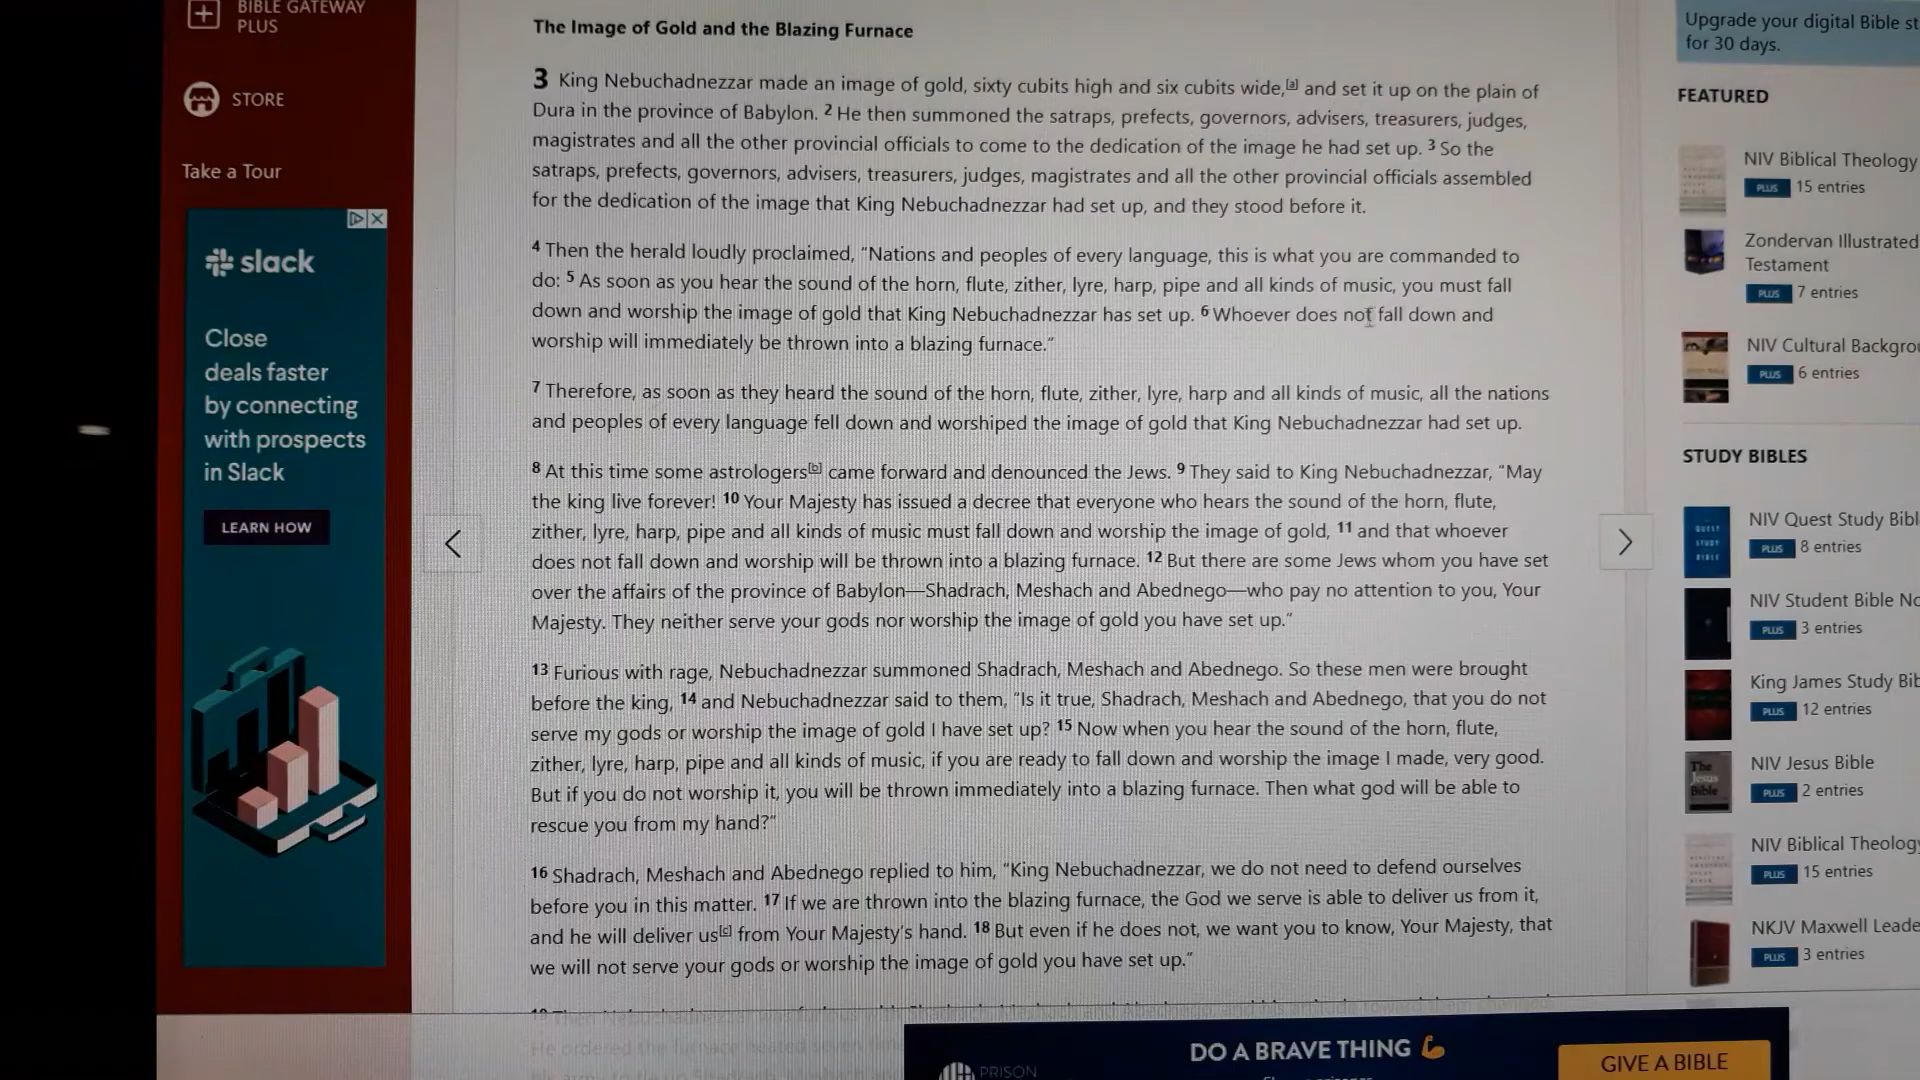 BIBLE GATEWAY
PLUS
STORE
Take a Tour
slack
Close
deals faster
by connecting
with prospects
in Slack
LEARN HOW
The Image of Gold and the Blazing Furnace
3 King Nebuchadnezzar made an image of gold, sixty cubits high and six cubits wide,[a] and set it up on the plain of
Dura in the province of Babylon. 2 He then summoned the satraps, prefects, governors, advisers, treasurers, judges,
magistrates and all the other provincial officials to come to the dedication of the image he had set up. 3 So the
satraps, prefects, governors, advisers, treasurers, judges, magistrates and all the other provincial officials assembled
for the dedication of the image that King Nebuchadnezzar had set up, and they stood before it.
4 Then the herald loudly proclaimed, “Nations and peoples of every language, this is what you are commanded to
do: 5 As soon as you hear the sound of the horn, flute, zither, lyre, harp, pipe and all kinds of music, you must fall
down and worship the image of gold that King Nebuchadnezzar has set up. 6 Whoever does not fall down and
worship will immediately be thrown into a blazing furnace.”
7 Therefore, as soon as they heard the sound of the horn, flute, zither, lyre, harp and all kinds of music, all the nations
and peoples of every language fell down and worshiped the image of gold that King Nebuchadnezzar had set up.
8 At this time some astrologers[b] came forward and denounced the Jews. 9 They said to King Nebuchadnezzar, “May
the king live forever! 10 Your Majesty has issued a decree that everyone who hears the sound of the horn, flute,
zither, lyre, harp, pipe and all kinds of music must fall down and worship the image of gold, 11 and that whoever
does not fall down and worship will be thrown into a blazing furnace. 12 But there are some Jews whom you have set
over the affairs of the province of Babylon—Shadrach, Meshach and Abednego—who pay no attention to you, Your
Majesty. They neither serve your gods nor worship the image of gold you have set up.”
13 Furious with rage, Nebuchadnezzar summoned Shadrach, Meshach and Abednego. So these men were brought
before the king, 14 and Nebuchadnezzar said to them, “Is it true, Shadrach, Meshach and Abednego, that you do not
serve my gods or worship the image of gold I have set up? 15 Now when you hear the sound of the horn, flute,
zither, lyre, harp, pipe and all kinds of music, if you are ready to fall down and worship the image I made, very good.
But if you do not worship it, you will be thrown immediately into a blazing furnace. Then what god will be able to
rescue you from my hand?”
16 Shadrach, Meshach and Abednego replied to him, “King Nebuchadnezzar, we do not need to defend ourselves
before you in this matter. 17 If we are thrown into the blazing furnace, the God we serve is able to deliver us from it,
and he will deliver us[c] from Your Majesty’s hand. 18 But even if he does not, we want you to know, Your Majesty, that
we will not serve your gods or worship the image of gold you have set up.”
He ordered the furnace heated seven
PRISON
DO A BRAVE THING
GIVE A BIBLE
Upgrade your digital Bible st
for 30 days.
FEATURED
NIV Biblical Theology
PLUS 15 entries
Zondervan Illustrated
Testament
PLUS 7 entries
NIV Cultural Backgrou
PLUS 6 entries
STUDY BIBLES
QUEST
STUDY
BIBLE
NIV Quest Study Bibl
PLUS 8 entries
NIV Student Bible No
PLUS 3 entries
King James Study Bib
PLUS 12 entries
The
Jesus
Bible
NIV Jesus Bible
PLUS 2 entries
NIV Biblical Theology
PLUS 15 entries
NKJV Maxwell Leade
PLUS 3 entries